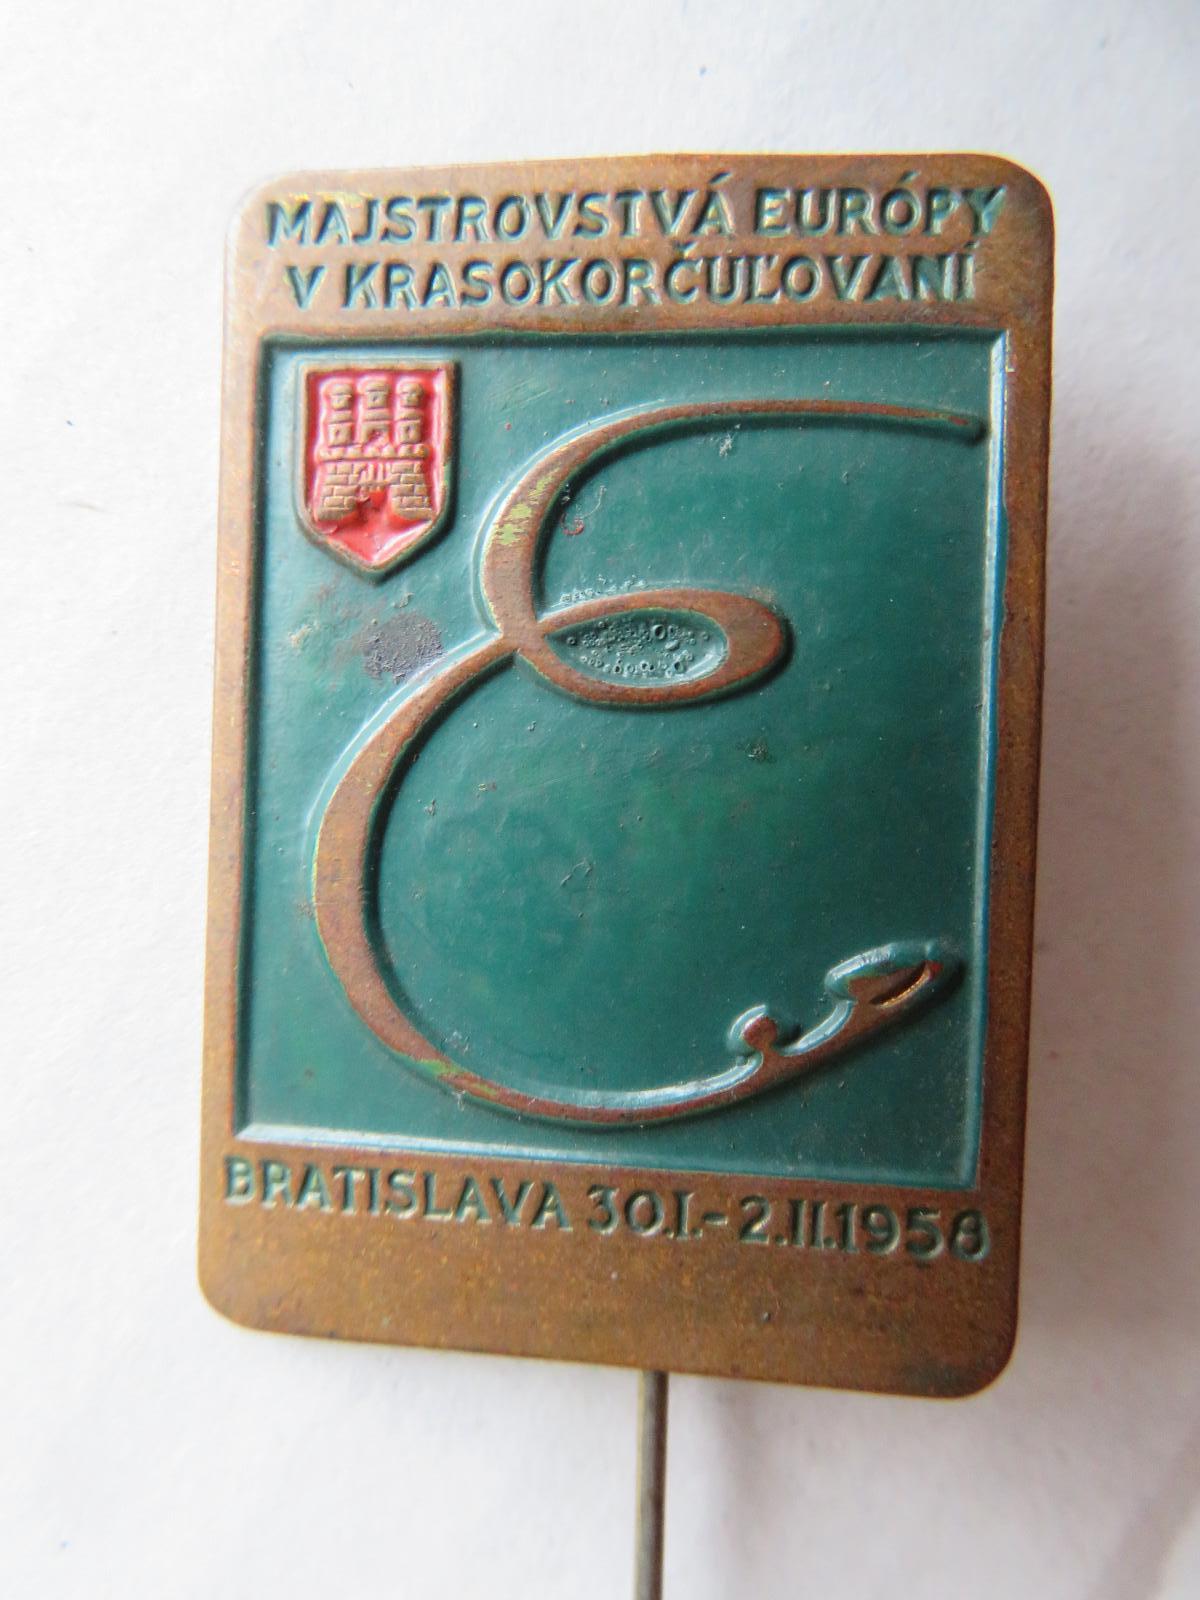 MAJSTROVSTVÁ EURÓPY
V KRASOKORČUĽOVANÍ
E
BRATISLAVA 30.I.-2.II.1958